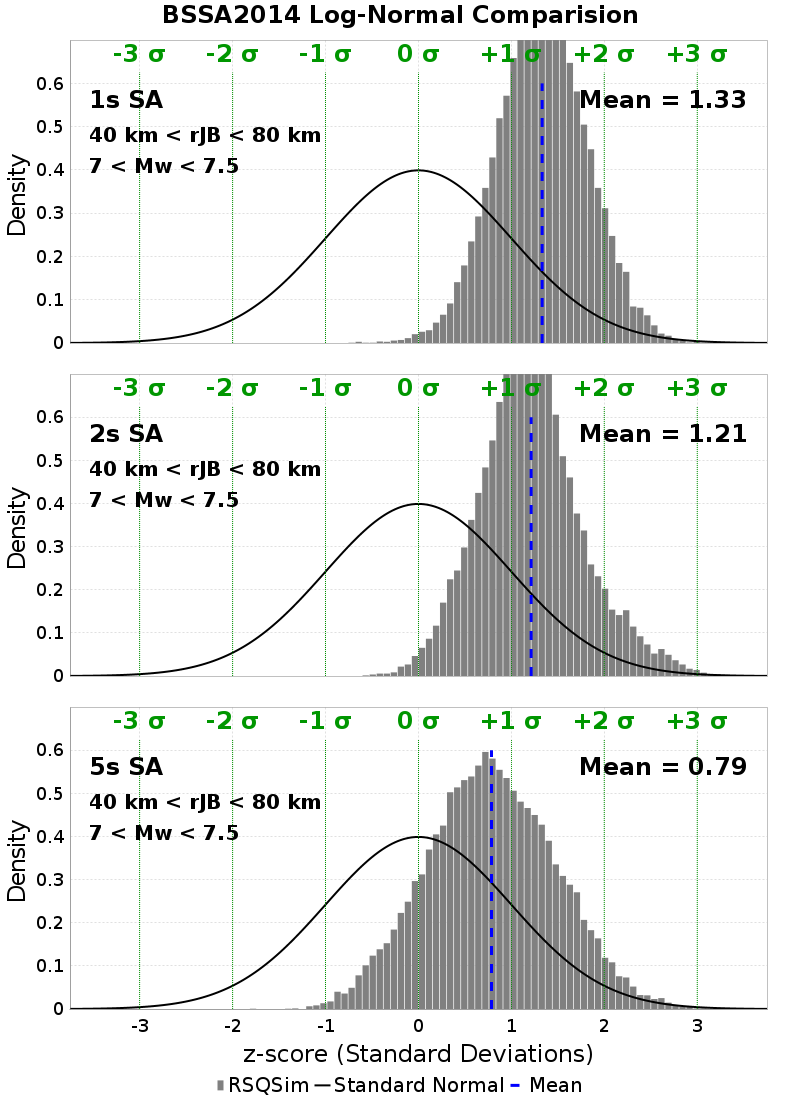 BSSA2014 Log-Normal Comparision
-3 σ -2 σ -1 σ 0 σ +1 σ +2 σ +3 σ
1s SA
Mean = 1.33
40 km < rJB < 80 km
7 < Mw < 7.5
Density
0.6
0.5
0.4
0.3
0.2
0.1
0
-3 σ -2 σ -1 σ 0 σ +1 σ +2 σ +3 σ
2s SA
Mean = 1.21
40 km < rJB < 80 km
7 < Mw < 7.5
Density
0.6
0.5
0.4
0.3
0.2
0.1
0
-3 σ -2 σ -1 σ 0 σ +1 σ +2 σ +3 σ
5s SA
Mean = 0.79
40 km < rJB < 80 km
7 < Mw < 7.5
Density
0.6
0.5
0.4
0.3
0.2
0.1
0
-3 -2 -1 0 1 2 3
z-score (Standard Deviations)
RSQSim Standard Normal Mean